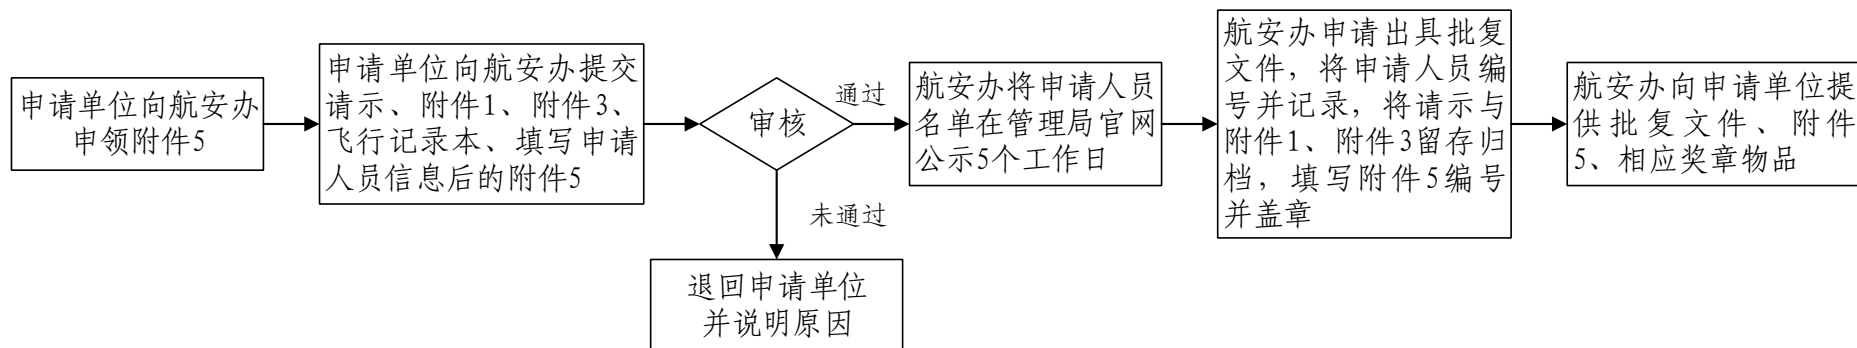 申请单位向航安办
申领附件5
申请单位向航安办提交
请示、附件1、附件3、
飞行记录本、填写申请
人员信息后的附件5
审核
通过
未通过
退回申请单位
并说明原因
航安办将申请人员
名单在管理局官网
公示5个工作日
航安办申请出具批复
文件，将申请人员编
号并记录，将请示与
附件1、附件3留存归
档，填写附件5编号
并盖章
航安办向申请单位提
供批复文件、附件
5、相应奖章物品